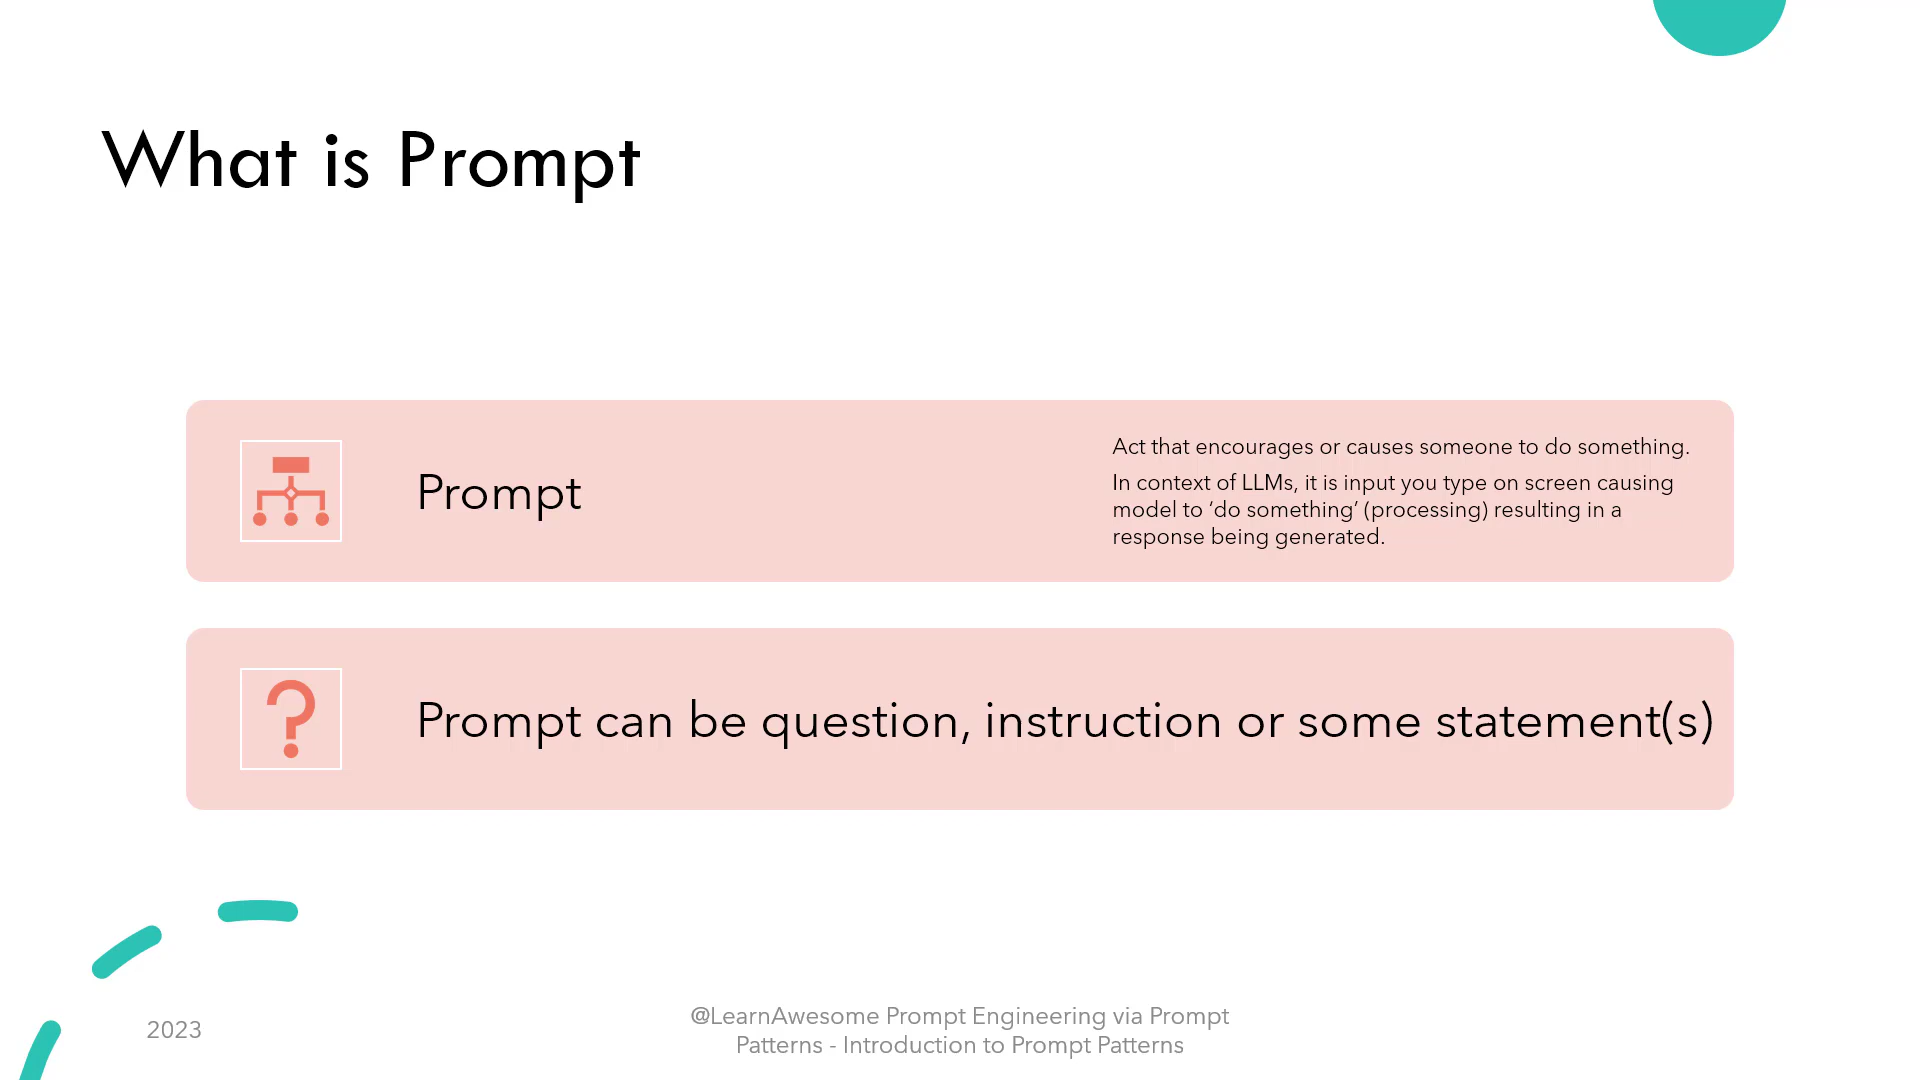 What is Prompt
Prompt
Act that encourages or causes someone to do something.
In context of LLMs, it is input you type on screen causing
model to ‘do something’ (processing) resulting in a
response being generated.
Prompt can be question, instruction or some statement(s)
2023
@LearnAwesome Prompt Engineering via Prompt
Patterns - Introduction to Prompt Patterns